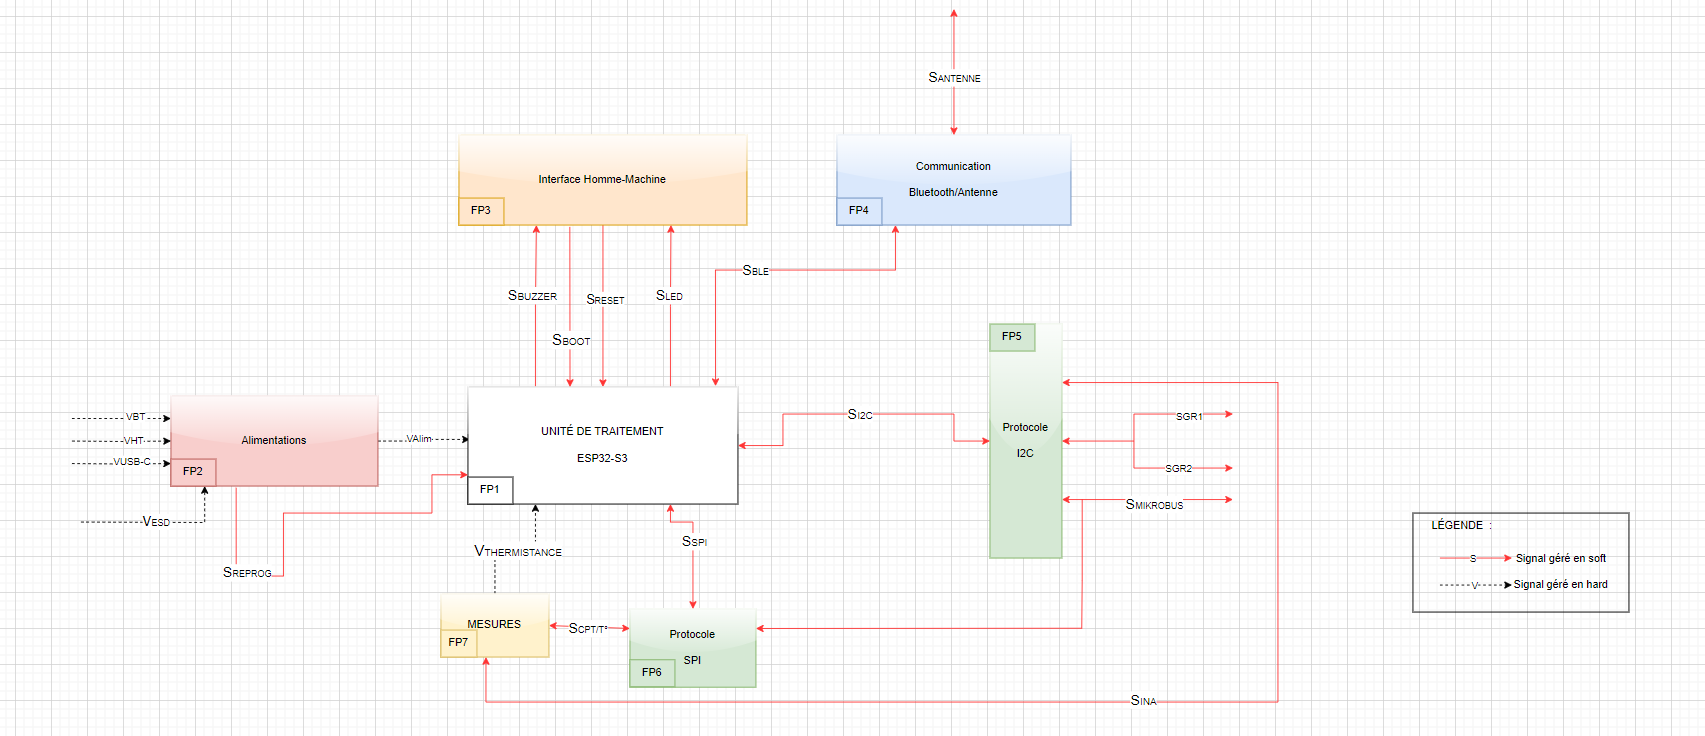 SANTENNE
Interface Homme-Machine
FP3
Communication
Bluetooth/Antenne
FP4
SBLE
SBUZZER
SRESET
SLED
SBOOT
FP5
Protocole
I2C
VBT
VHT
VUSB-C
Alimentations
FP2
VAlim
VESD
SREPROG
UNITÉ DE TRAITEMENT
ESP32-S3
FP1
SI2C
SGR1
SGR2
SMIKROBUS
VTHERMISTANCE
SSPI
MESURES
FP7
SCPT/T°
Protocole
SPI
FP6
SINA
LÉGENDE :
S Signal géré en soft
V Signal géré en hard